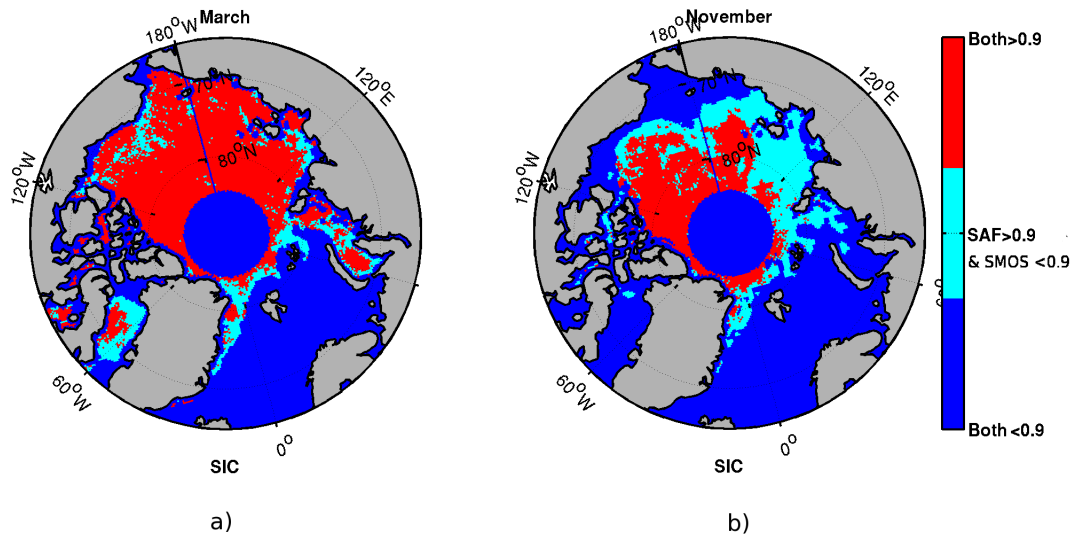 March
180°W
70°N
120°E
80°N
120°W
60°W
0°
SIC
a)
November
180°W
70°N
120°E
80°N
120°W
60°W
0°
SIC
b)
Both>0.9
SAF>0.9
& SMOS <0.9
Both<0.9